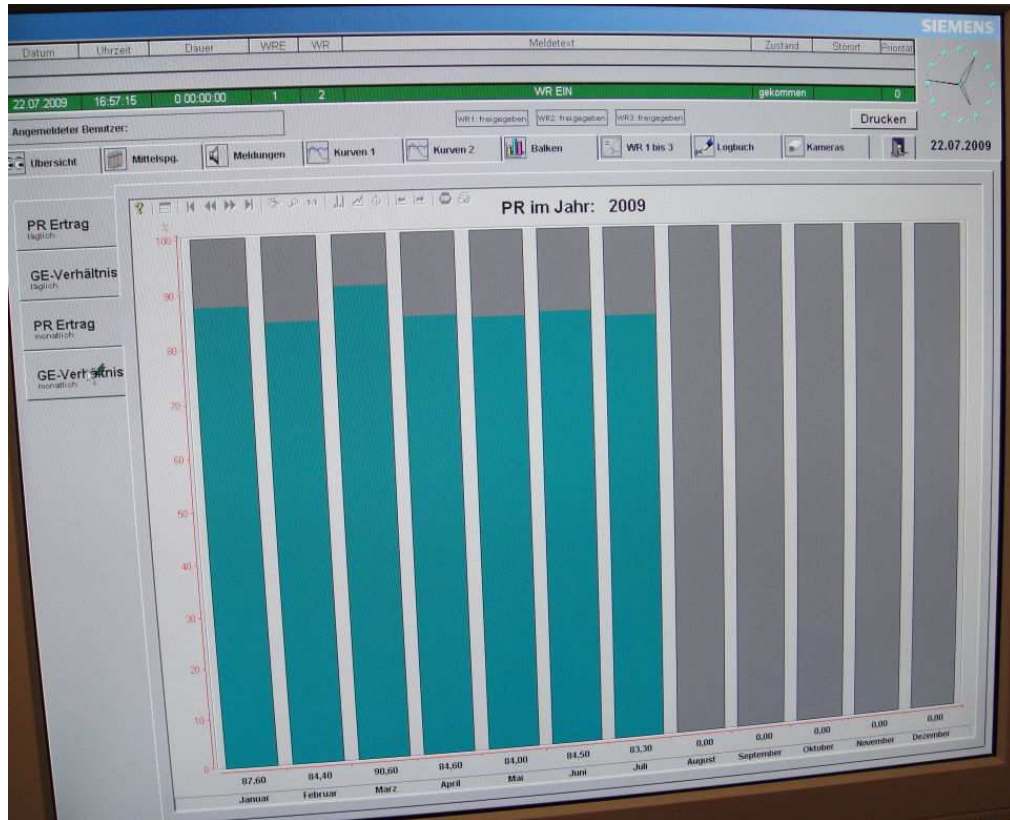 SIEMENS
Datum Uhrzeit Dauer WRE WR Meldetext Zustand Störort Priorität
22.07.2009 16:57:15 0 00:00:00 1 2 WR EIN gekommen 0
WR1: freigegeben WR2: freigegeben WR3: freigegeben Drucken
Angemeldeter Benutzer:
Übersicht Mittelspg. Meldungen Kurven 1 Kurven 2 Balken WR 1 bis 3 Logbuch Kameras 22.07.2009
? 1:1
PR im Jahr: 2009
PR Ertrag
täglich
GE-Verhältnis
täglich
PR Ertrag
monatlich
GE-Verhältnis
monatlich
%
100
90
80
70
60
50
40
30
20
10
0
87,60 84,40 90,60 84,60 84,00 84,50 83,30 0,00 0,00 0,00 0,00 0,00
Januar Februar März April Mai Juni Juli August September Oktober November Dezember